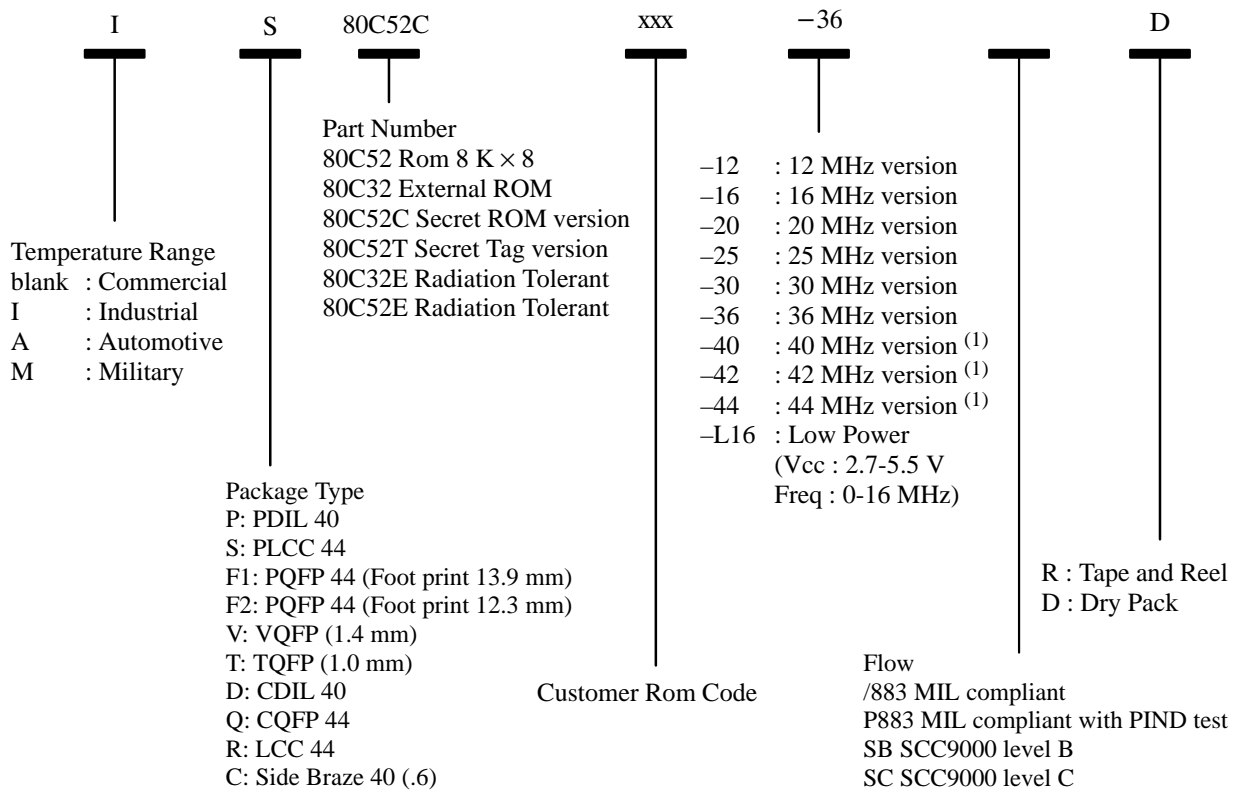 I S 80C52C xxx −36 D
Part Number
80C52 Rom 8 K × 8
80C32 External ROM
80C52C Secret ROM version
80C52T Secret Tag version
80C32E Radiation Tolerant
80C52E Radiation Tolerant
–12 : 12 MHz version
–16 : 16 MHz version
–20 : 20 MHz version
–25 : 25 MHz version
–30 : 30 MHz version
–36 : 36 MHz version
–40 : 40 MHz version (1)
–42 : 42 MHz version (1)
–44 : 44 MHz version (1)
–L16 : Low Power
(Vcc : 2.7-5.5 V
Freq : 0-16 MHz)
Temperature Range
blank : Commercial
I : Industrial
A : Automotive
M : Military
Package Type
P: PDIL 40
S: PLCC 44
F1: PQFP 44 (Foot print 13.9 mm)
F2: PQFP 44 (Foot print 12.3 mm)
V: VQFP (1.4 mm)
T: TQFP (1.0 mm)
D: CDIL 40
Q: CQFP 44
R: LCC 44
C: Side Braze 40 (.6)
Customer Rom Code
R : Tape and Reel
D : Dry Pack
Flow
/883 MIL compliant
P883 MIL compliant with PIND test
SB SCC9000 level B
SC SCC9000 level C